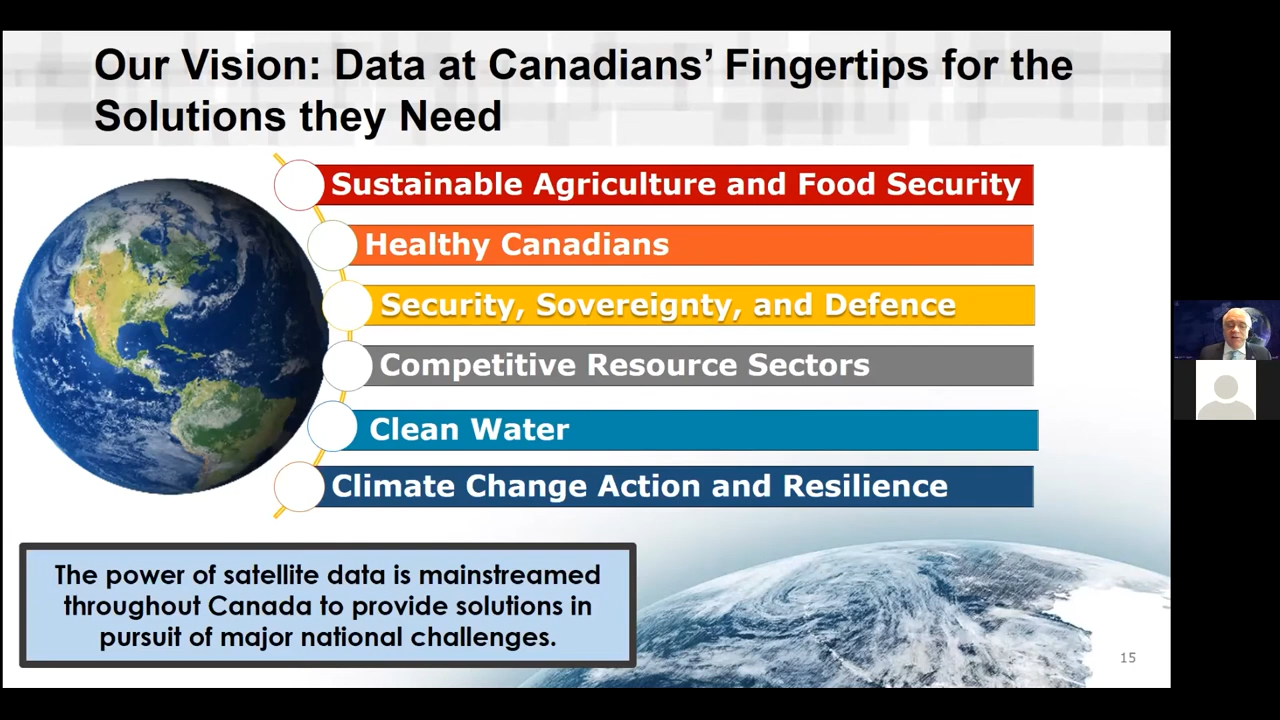 Our Vision: Data at Canadians’ Fingertips for the
Solutions they Need
Sustainable Agriculture and Food Security
Healthy Canadians
Security, Sovereignty, and Defence
Competitive Resource Sectors
Clean Water
Climate Change Action and Resilience
The power of satellite data is mainstreamed
throughout Canada to provide solutions in
pursuit of major national challenges.
15